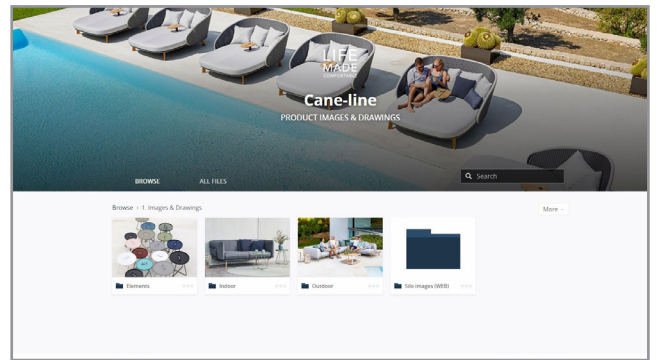 LIFE
MADE
COMFORTABLE
Cane-line
PRODUCT IMAGES & DRAWINGS
BROWSE ALL FILES Search
Browse › 1. Images & Drawings More
Elements Indoor Outdoor Silo images (WEB)